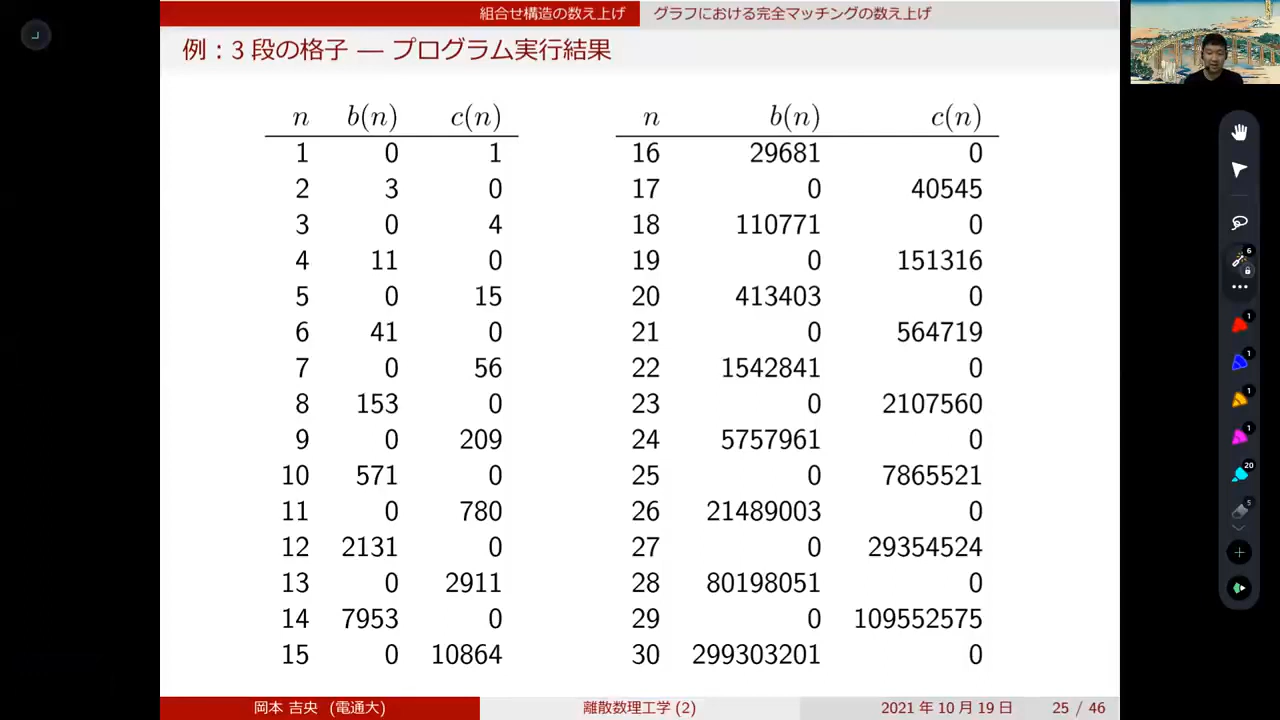 組合せ構造の数え上げ グラフにおける完全マッチングの数え上げ
例：3 段の格子 — プログラム実行結果
n b(n) c(n)
1 0 1
2 3 0
3 0 4
4 11 0
5 0 15
6 41 0
7 0 56
8 153 0
9 0 209
10 571 0
11 0 780
12 2131 0
13 0 2911
14 7953 0
15 0 10864
n b(n) c(n)
16 29681 0
17 0 40545
18 110771 0
19 0 151316
20 413403 0
21 0 564719
22 1542841 0
23 0 2107560
24 5757961 0
25 0 7865521
26 21489003 0
27 0 29354524
28 80198051 0
29 0 109552575
30 299303201 0
岡本 吉央 (電通大) 離散数理工学 (2) 2021 年 10 月 19 日 25 / 46
6
1
1
1
1
20
5